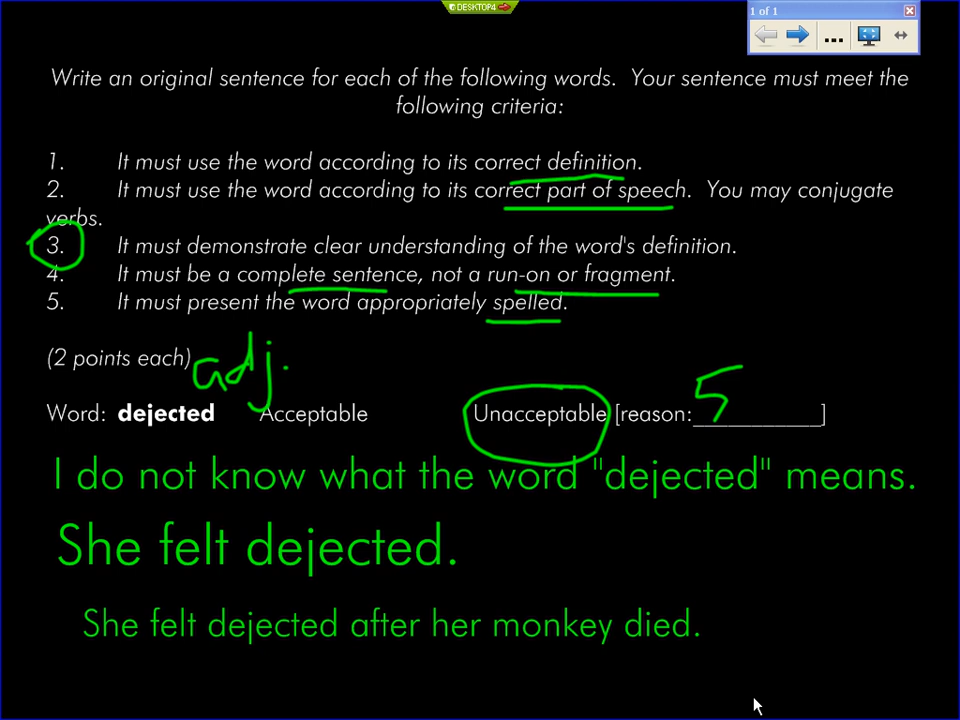 DESKTOP4
1 of 1
Write an original sentence for each of the following words. Your sentence must meet the
following criteria:
1. It must use the word according to its correct definition.
2. It must use the word according to its correct part of speech. You may conjugate
verbs.
3. It must demonstrate clear understanding of the word's definition.
4. It must be a complete sentence, not a run-on or fragment.
5. It must present the word appropriately spelled.
(2 points each) adj.
Word: dejected Acceptable Unacceptable [reason:___5___]
I do not know what the word "dejected" means.
She felt dejected.
She felt dejected after her monkey died.